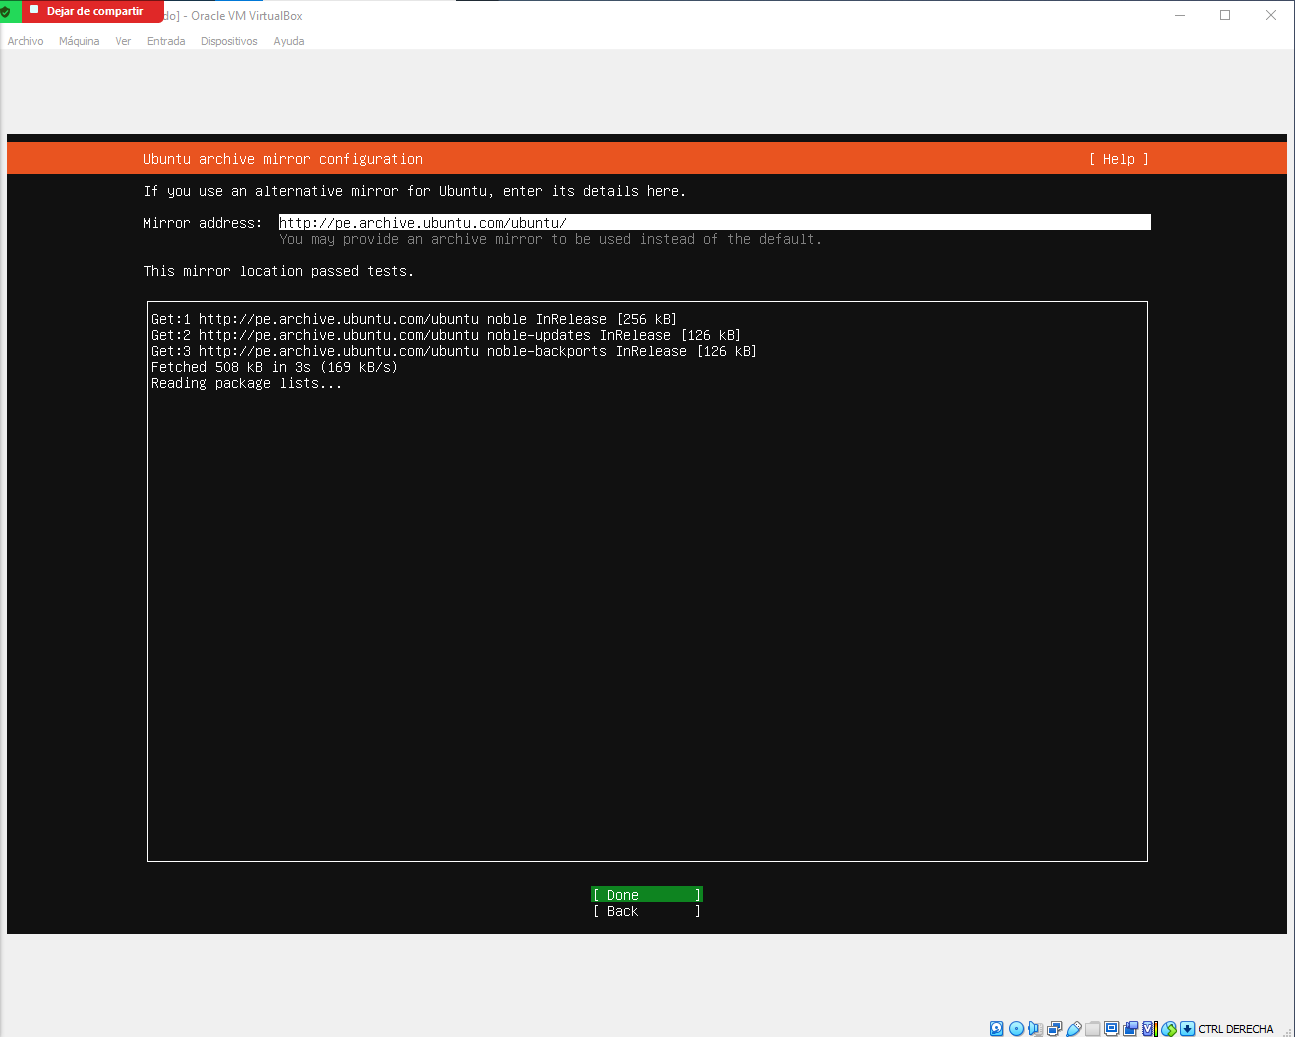 Dejar de compartir
do] - Oracle VM VirtualBox
Archivo Máquina Ver Entrada Dispositivos Ayuda
Ubuntu archive mirror configuration [ Help ]
If you use an alternative mirror for Ubuntu, enter its details here.
Mirror address: http://pe.archive.ubuntu.com/ubuntu/
You may provide an archive mirror to be used instead of the default.
This mirror location passed tests.
Get:1 http://pe.archive.ubuntu.com/ubuntu noble InRelease [256 kB]
Get:2 http://pe.archive.ubuntu.com/ubuntu noble-updates InRelease [126 kB]
Get:3 http://pe.archive.ubuntu.com/ubuntu noble-backports InRelease [126 kB]
Fetched 508 kB in 3s (169 kB/s)
Reading package lists...
[ Done ]
[ Back ]
CTRL DERECHA